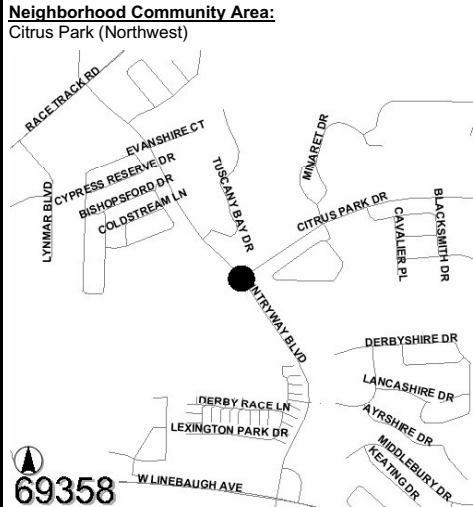 Neighborhood Community Area:
Citrus Park (Northwest)
RACE TRACK RD
EVANSHIRE CT
CYPRESS RESERVE DR
BISHOPSFORD DR
COLDSTREAM LN
LYNMAR BLVD
TUSCANY BAY DR
MINARET DR
CITRUS PARK DR
CAVALIER PL
BLACKSMITH DR
NTRYWAY BLVD
DERBYSHIRE DR
LANCASHIRE DR
DERBY RACE LN
AYRSHIRE DR
LEXINGTON PARK DR
MIDDLEBURY DR
KEATING DR
W LINEBAUGH AVE
69358